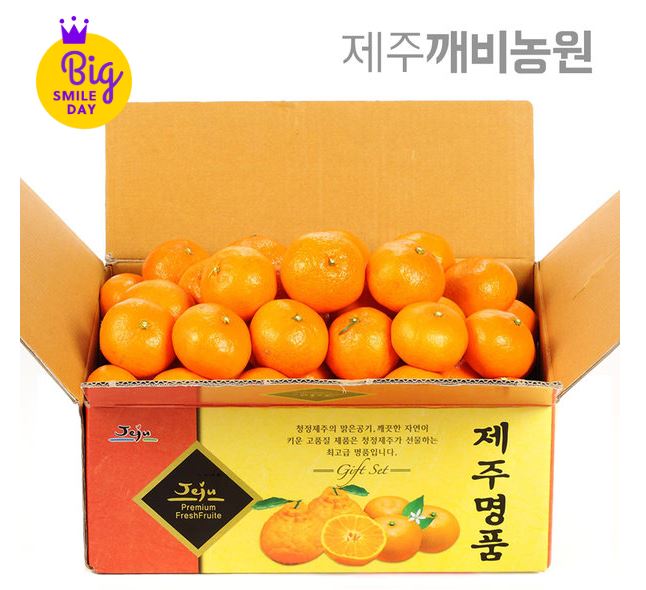 Big
SMILE
DAY
제주깨비농원
Jeju
청정제주의 맑은공기, 깨끗한 자연이
키운 고품질 제품은 청정제주가 선물하는
최고급 명품입니다.
Gift Set
Jeju
Premium
FreshFruite
제주명품